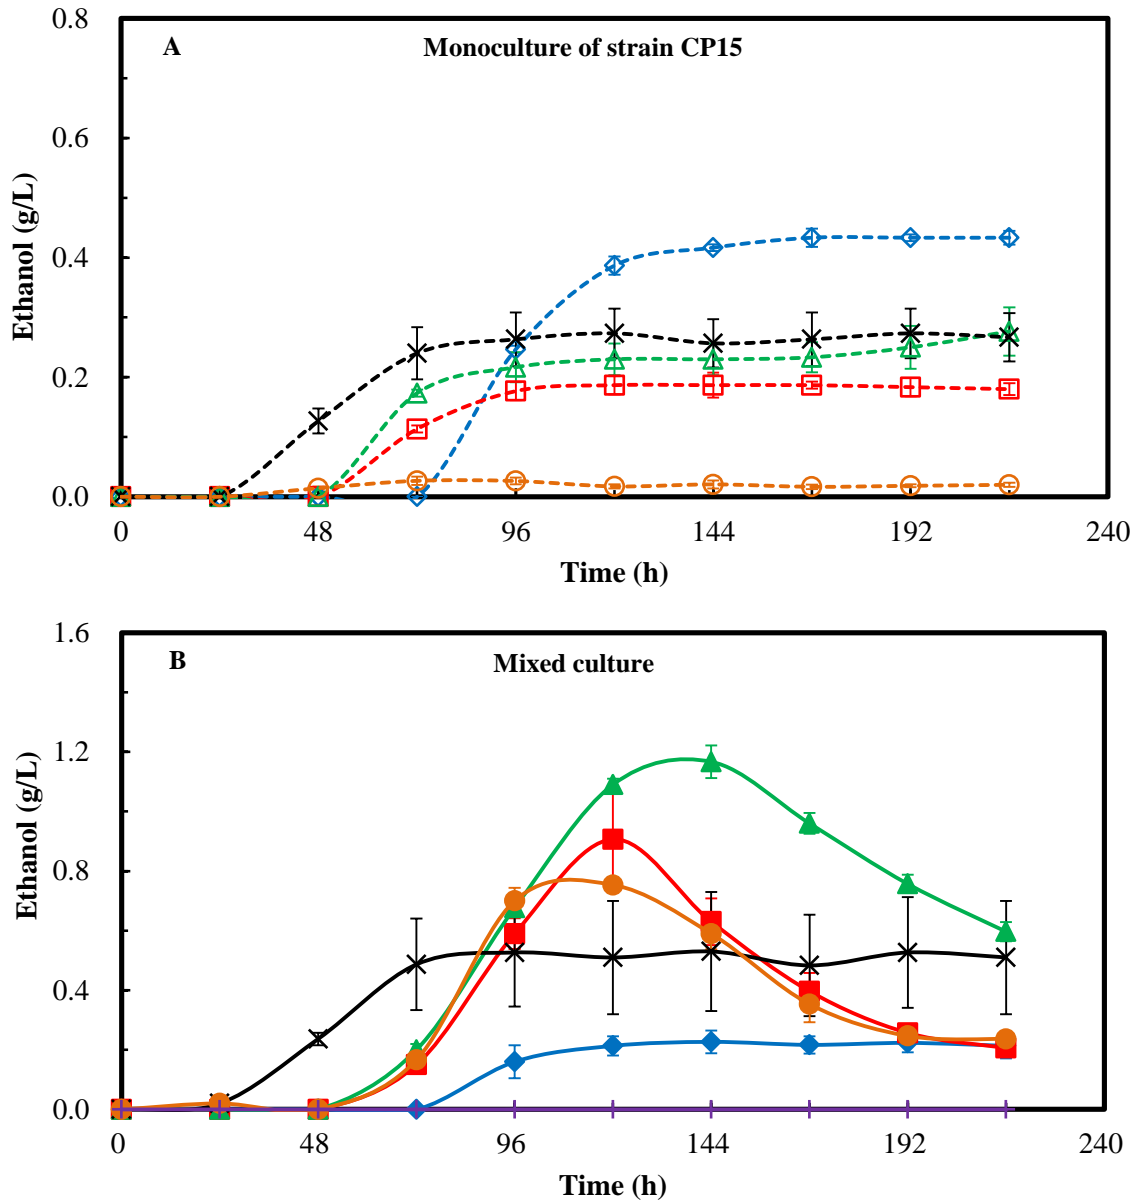 0.8
A
Monoculture of strain CP15
0.6
0.4
0.2
0.0
Ethanol (g/L)
0 48 96 144 192 240
Time (h)
1.6
B
Mixed culture
1.2
0.8
0.4
0.0
Ethanol (g/L)
0 48 96 144 192 240
Time (h)